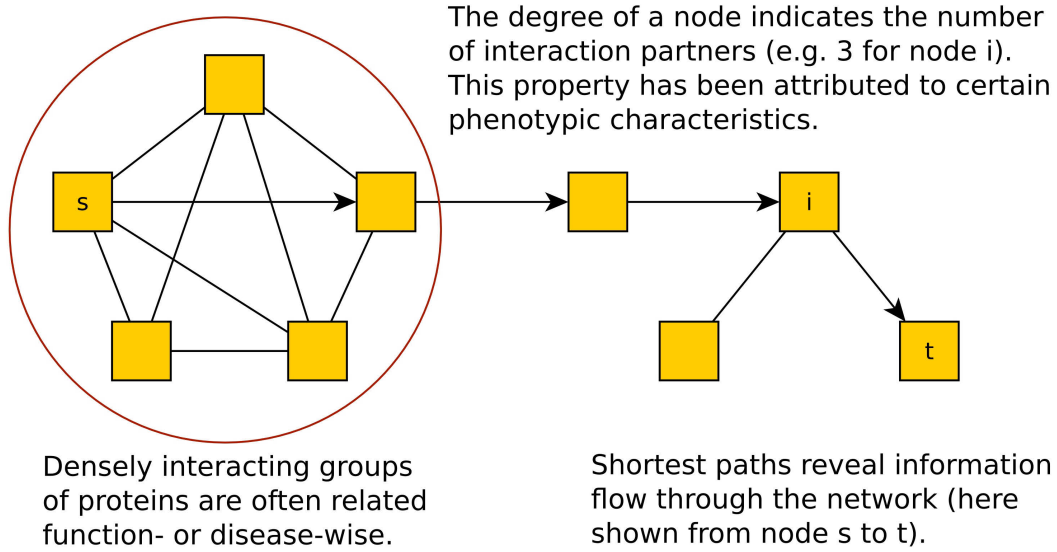 The degree of a node indicates the number
of interaction partners (e.g. 3 for node i).
This property has been attributed to certain
phenotypic characteristics.
s
i
t
Densely interacting groups
of proteins are often related
function- or disease-wise.
Shortest paths reveal information
flow through the network (here
shown from node s to t).